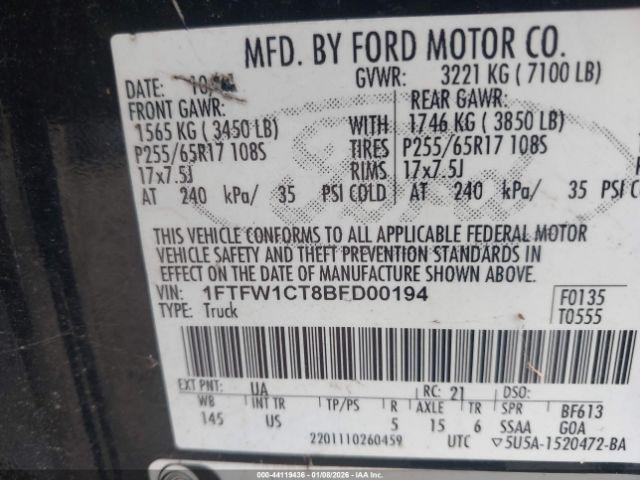 MFD. BY FORD MOTOR CO.
DATE: GVWR: 3221 KG ( 7100 LB)
FRONT GAWR: REAR GAWR:
1565 KG ( 3450 LB) WITH 1746 KG ( 3850 LB)
P255/65R17 108S TIRES P255/65R17 108S
17x7.5J RIMS 17x7.5J
AT 240 kPa/ 35 PSI COLD AT 240 kPa/ 35 PSI
Ford
THIS VEHICLE CONFORMS TO ALL APPLICABLE FEDERAL MOTOR
VEHICLE SAFETY AND THEFT PREVENTION STANDARDS IN
EFFECT ON THE DATE OF MANUFACTURE SHOWN ABOVE.
VIN: 1FTFW1CT8BFD00194 F0135
TYPE: Truck T0555
EXT PNT: UA RC: 21 DSO:
WB INT TR TP/PS R AXLE TR SPR BF613
145 US 5 15 6 SSAA GOA
2201110260459 UTC ▽5U5A-1520472-BA
000-44119436 - 01/08/2026 - IAA Inc.